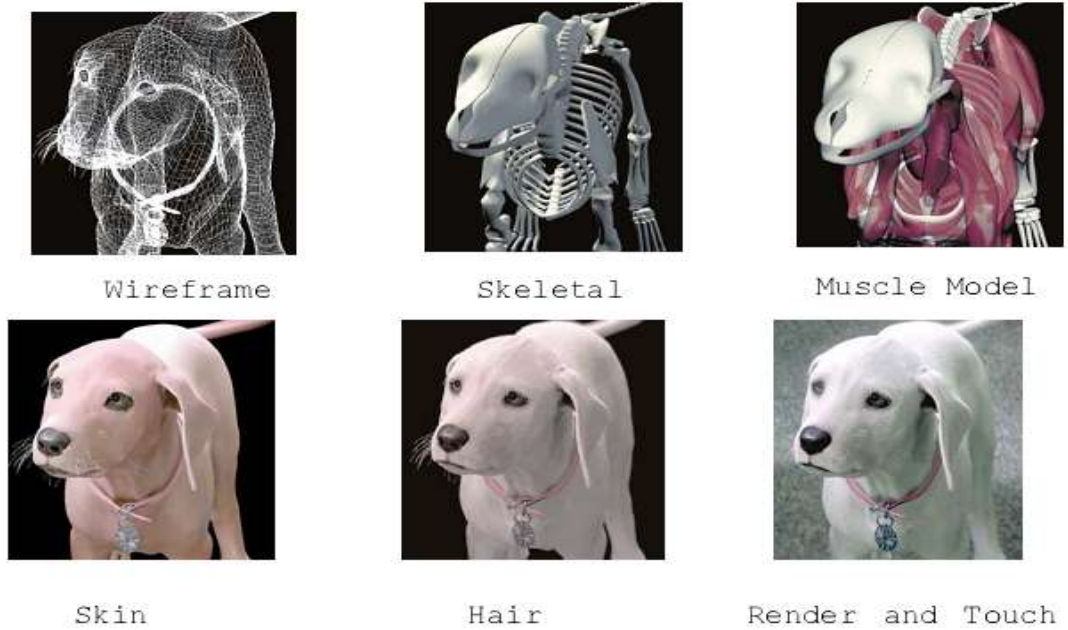 Wireframe
Skeletal
Muscle Model
Skin
Hair
Render and Touch